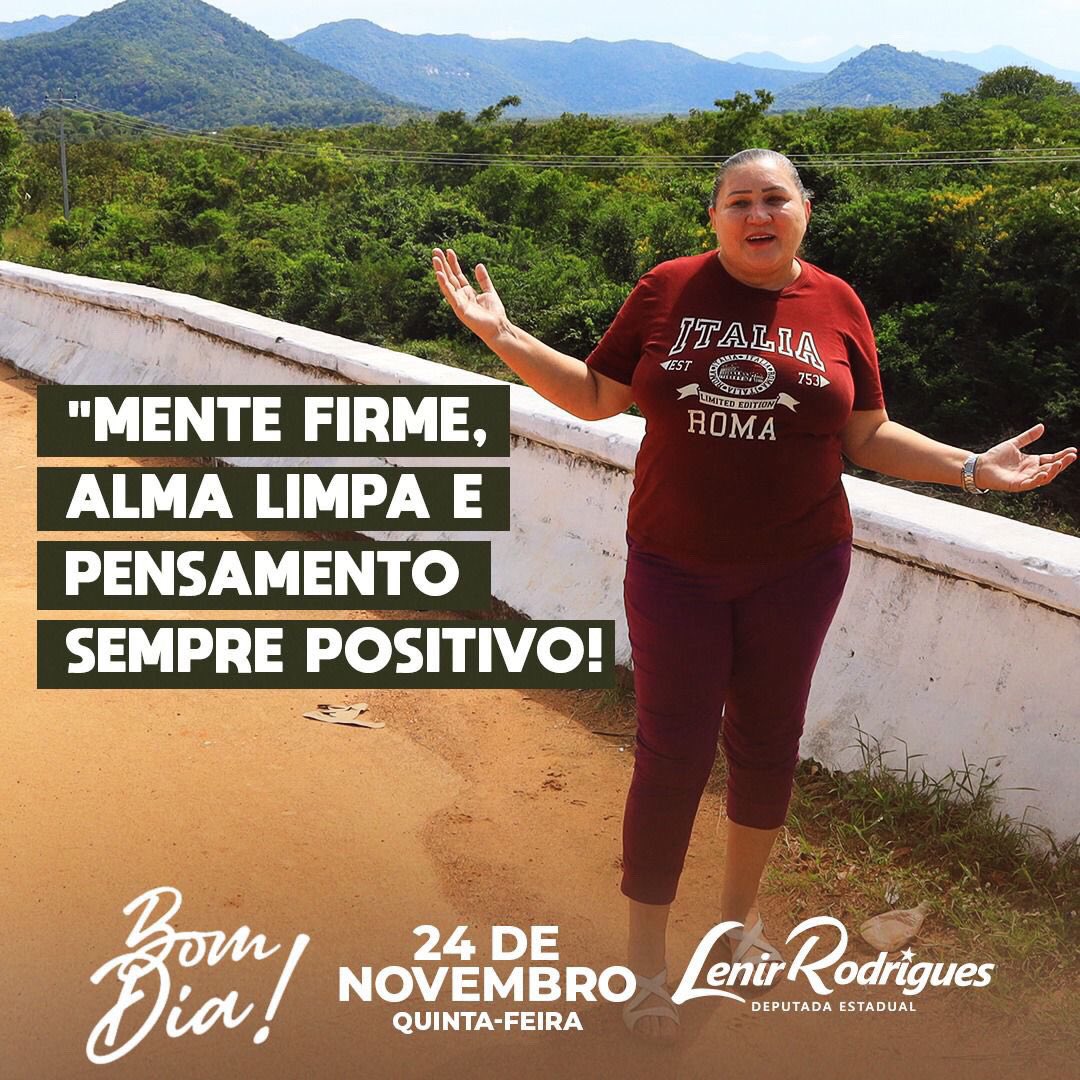 "MENTE FIRME,
ALMA LIMPA E
PENSAMENTO
SEMPRE POSITIVO!
ITALIA
EST 753
LIMITED EDITION
ROMA
Bom
Dia!
24 DE
NOVEMBRO
QUINTA-FEIRA
Lenir Rodrigues
DEPUTADA ESTADUAL